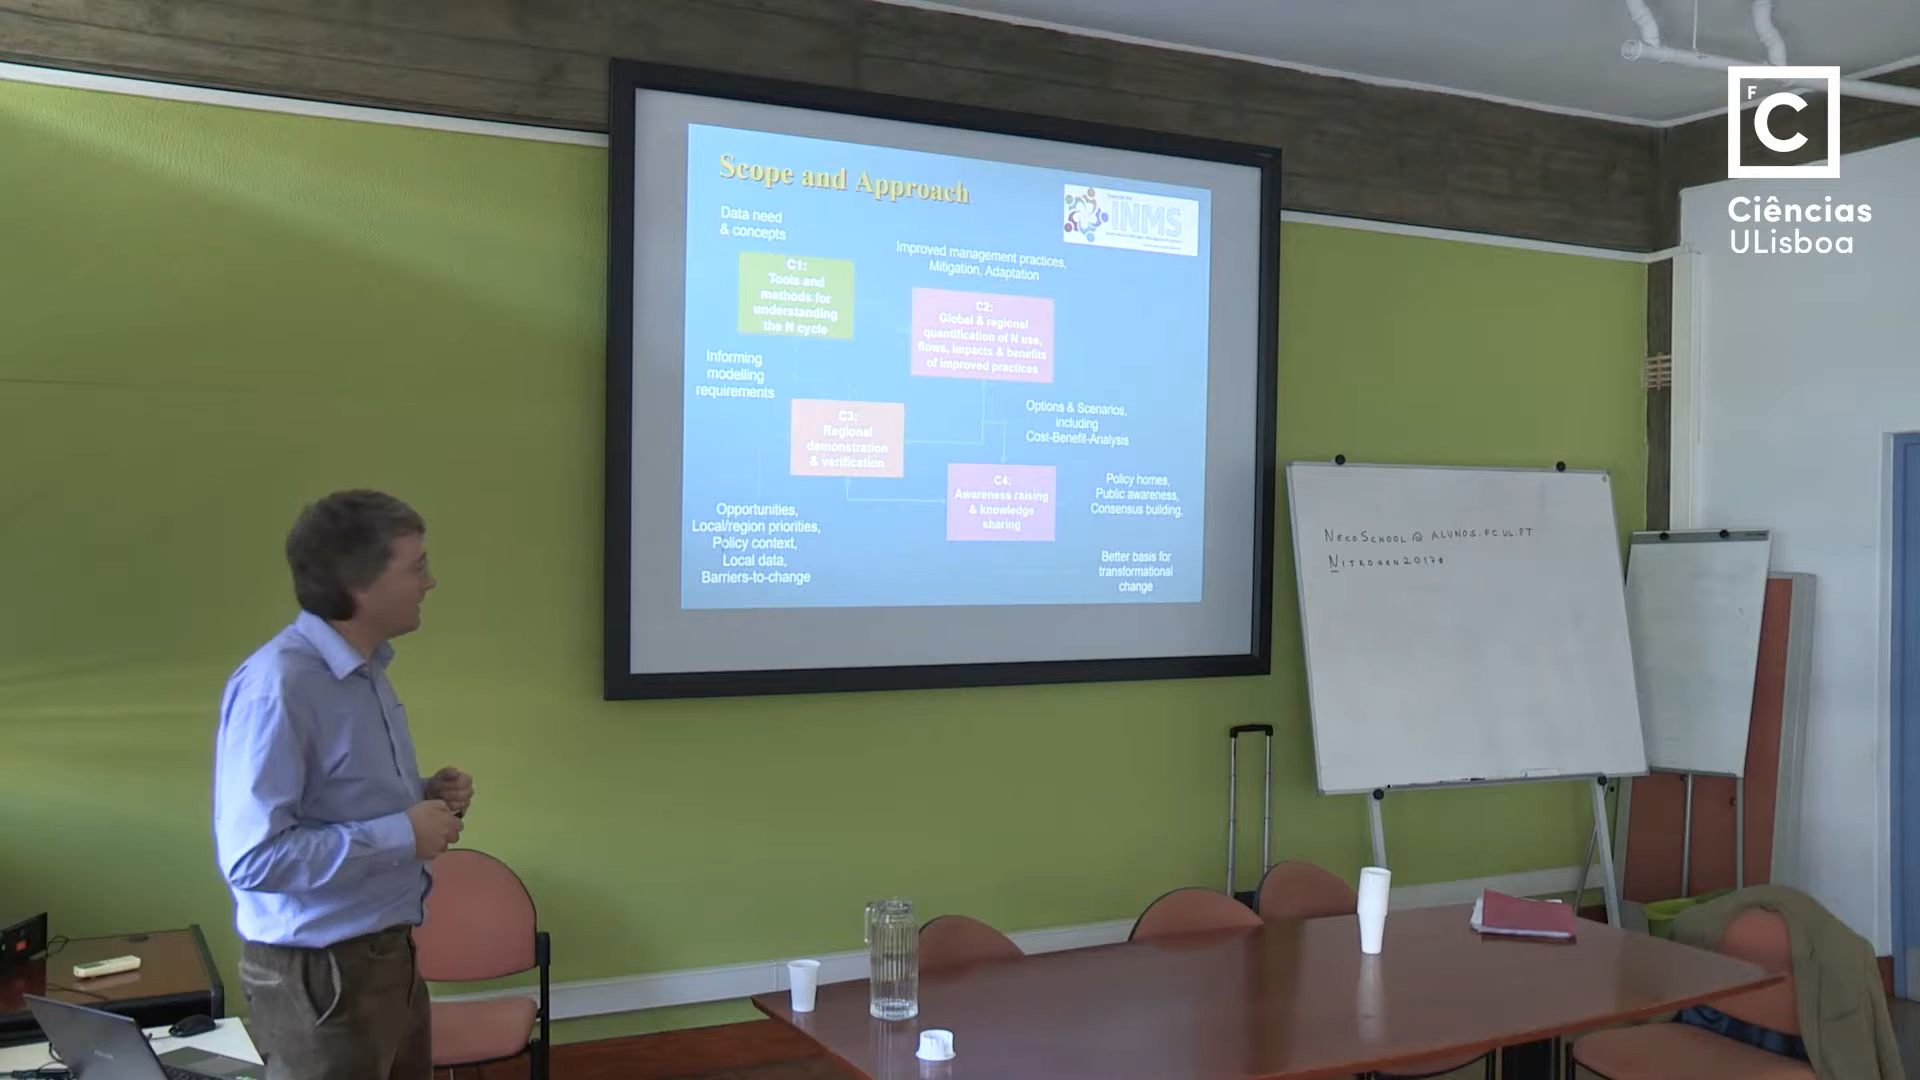 Scope and Approach
iNMS
Data need
& concepts
Improved management practices,
Mitigation, Adaptation
C1:
Tools and
methods for
understanding
the N cycle
C2:
Global & regional
quantification of N use,
flows, impacts & benefits
of improved practices
Informing
modelling
requirements
C3:
Regional
demonstration
& verification
Options & Scenarios,
including
Cost-Benefit-Analysis
C4:
Awareness raising
& knowledge
sharing
Policy homes,
Public awareness,
Consensus building,
Opportunities,
Local/region priorities,
Policy context,
Local data,
Barriers-to-change
Better basis for
transformational
change
NECOSCHOOL@ALUNOS.FC.UL.PT
F
C
Ciências
ULisboa